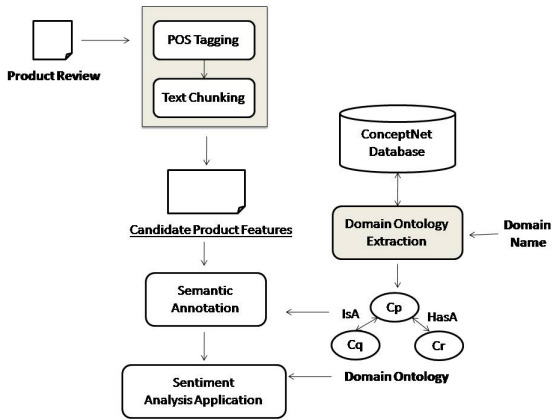 POS Tagging
Product Review
Text Chunking
ConceptNet
Database
Candidate Product Features
Domain Ontology
Extraction
Domain
Name
Semantic
Annotation
IsA
Cp
HasA
Cq
Cr
Domain Ontology
Sentiment
Analysis Application